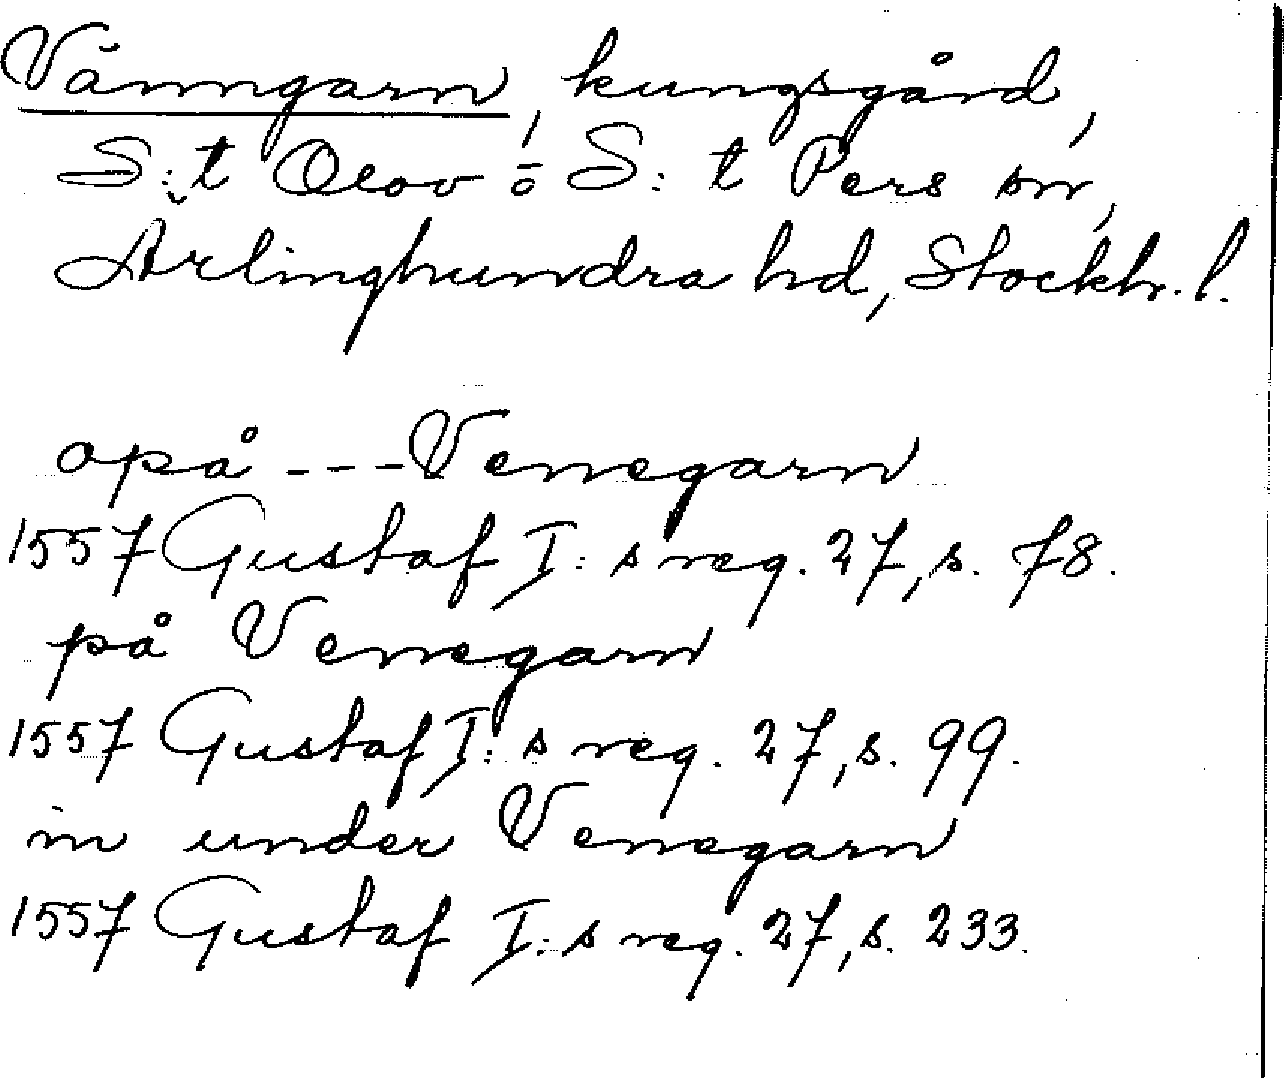 Vänngarn, kungsgård,
S:t Olov o S:t Pers sn,
Ärlinghundra hd, Stockh. l.
opå --- Venegarn
1557 Gustaf I:s reg. 27, s. 78.
på Venegarn
1557 Gustaf I:s reg. 27, s. 99.
in under Venegarn
1557 Gustaf I:s reg. 27, s. 233.